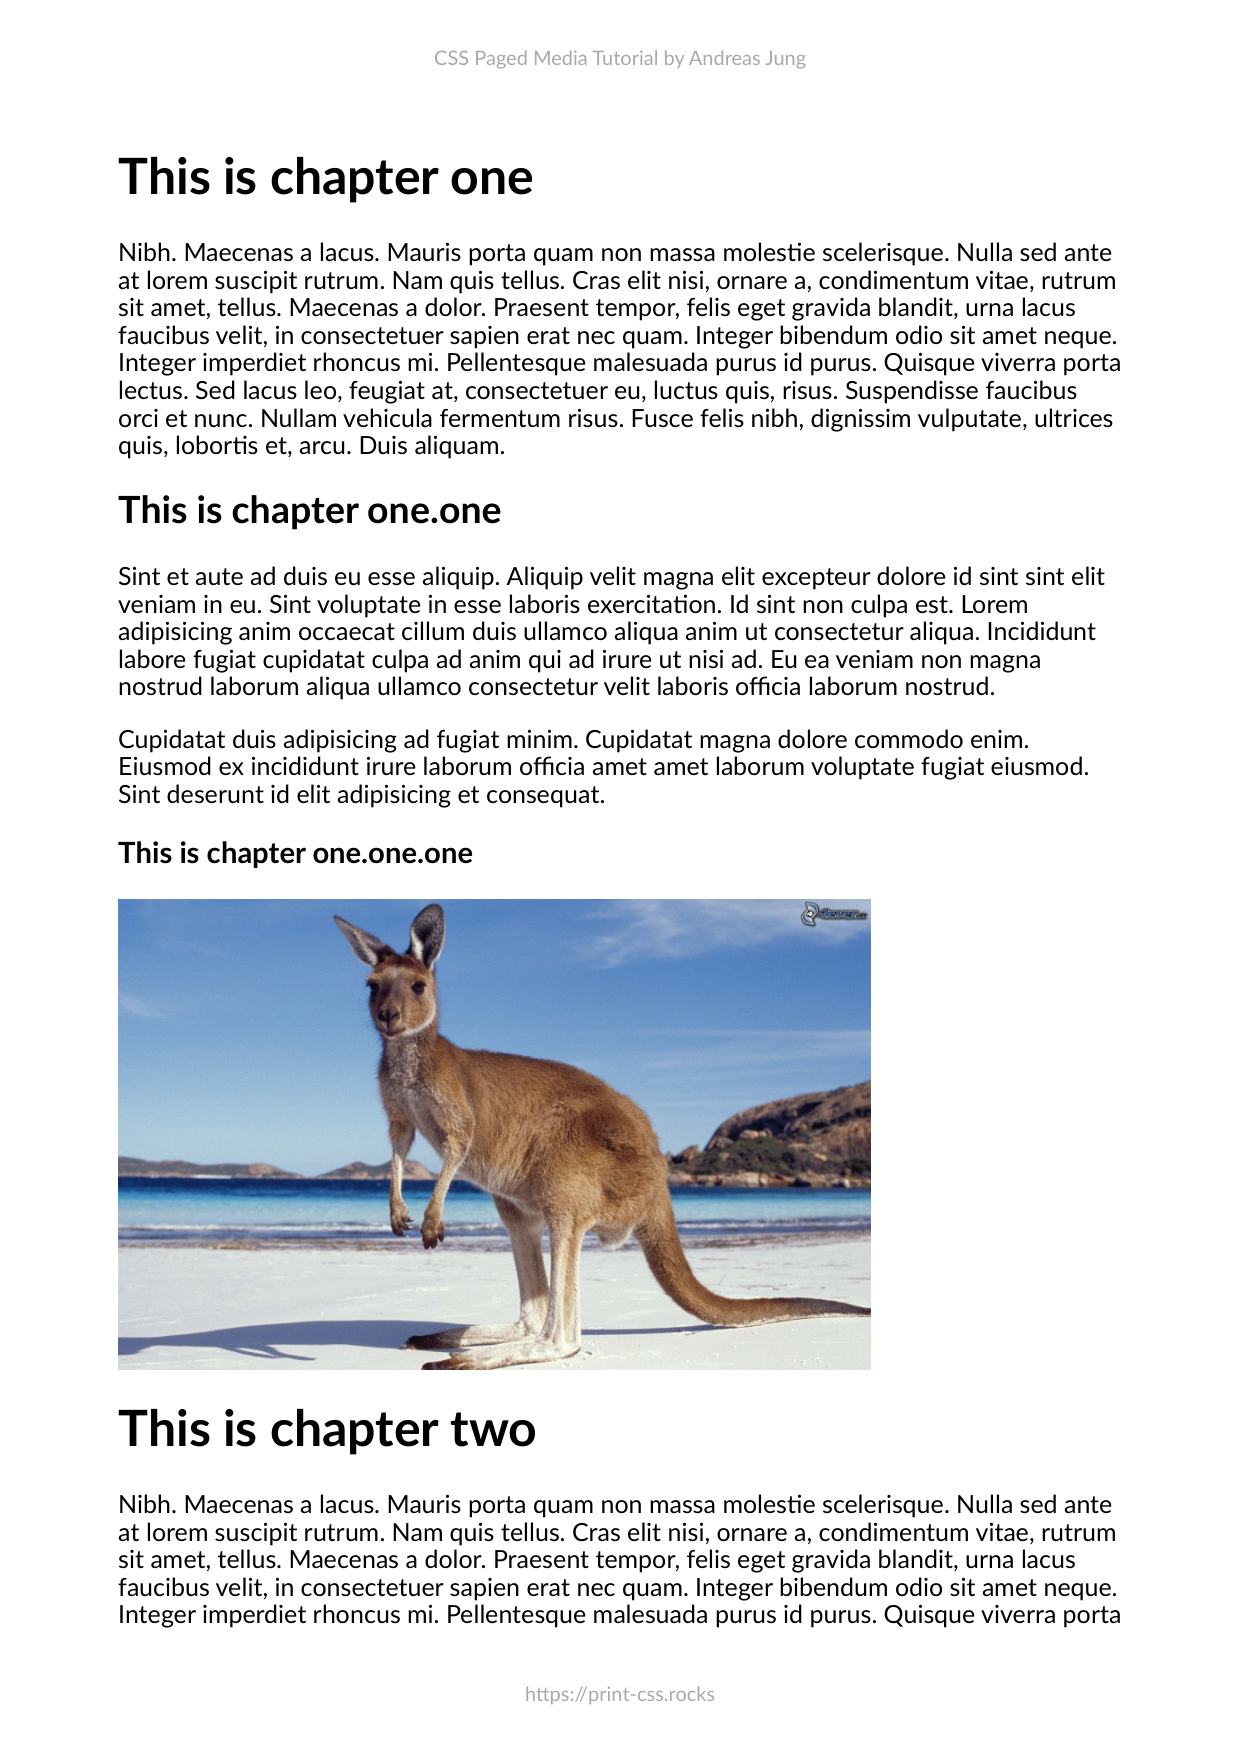 CSS Paged Media Tutorial by Andreas Jung
This is chapter one
Nibh. Maecenas a lacus. Mauris porta quam non massa molestie scelerisque. Nulla sed ante
at lorem suscipit rutrum. Nam quis tellus. Cras elit nisi, ornare a, condimentum vitae, rutrum
sit amet, tellus. Maecenas a dolor. Praesent tempor, felis eget gravida blandit, urna lacus
faucibus velit, in consectetuer sapien erat nec quam. Integer bibendum odio sit amet neque.
Integer imperdiet rhoncus mi. Pellentesque malesuada purus id purus. Quisque viverra porta
lectus. Sed lacus leo, feugiat at, consectetuer eu, luctus quis, risus. Suspendisse faucibus
orci et nunc. Nullam vehicula fermentum risus. Fusce felis nibh, dignissim vulputate, ultrices
quis, lobortis et, arcu. Duis aliquam.
This is chapter one.one
Sint et aute ad duis eu esse aliquip. Aliquip velit magna elit excepteur dolore id sint sint elit
veniam in eu. Sint voluptate in esse laboris exercitation. Id sint non culpa est. Lorem
adipisicing anim occaecat cillum duis ullamco aliqua anim ut consectetur aliqua. Incididunt
labore fugiat cupidatat culpa ad anim qui ad irure ut nisi ad. Eu ea veniam non magna
nostrud laborum aliqua ullamco consectetur velit laboris officia laborum nostrud.
Cupidatat duis adipisicing ad fugiat minim. Cupidatat magna dolore commodo enim.
Eiusmod ex incididunt irure laborum officia amet amet laborum voluptate fugiat eiusmod.
Sint deserunt id elit adipisicing et consequat.
This is chapter one.one.one
This is chapter two
Nibh. Maecenas a lacus. Mauris porta quam non massa molestie scelerisque. Nulla sed ante
at lorem suscipit rutrum. Nam quis tellus. Cras elit nisi, ornare a, condimentum vitae, rutrum
sit amet, tellus. Maecenas a dolor. Praesent tempor, felis eget gravida blandit, urna lacus
faucibus velit, in consectetuer sapien erat nec quam. Integer bibendum odio sit amet neque.
Integer imperdiet rhoncus mi. Pellentesque malesuada purus id purus. Quisque viverra porta
https://print-css.rocks